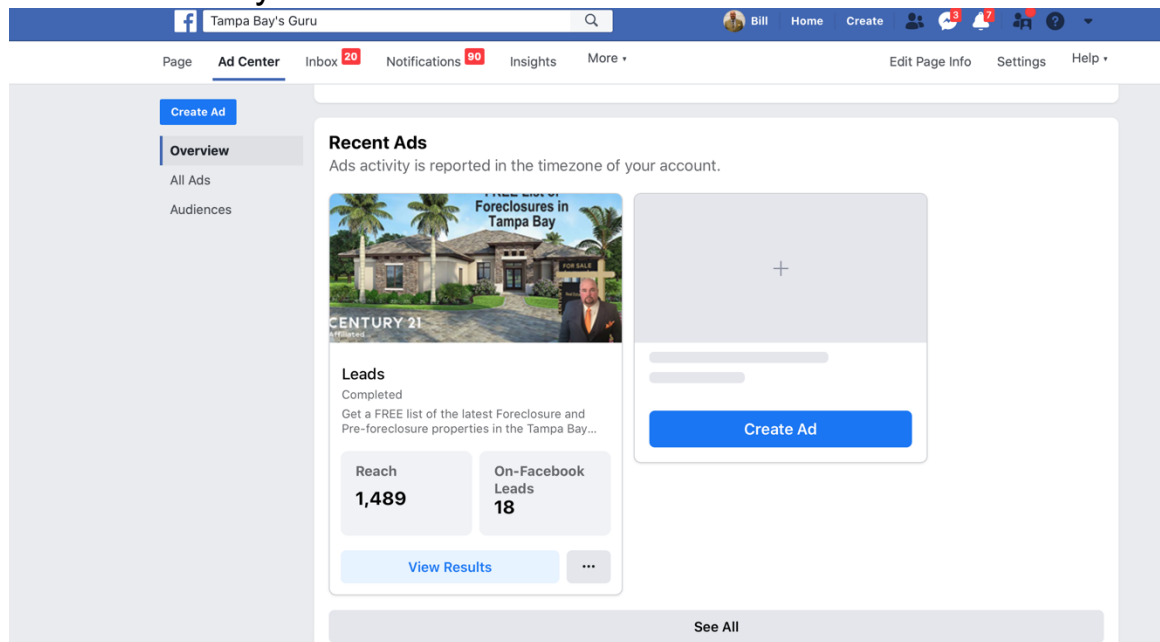 Tampa Bay's Guru
Bill Home Create 3 7
Page Ad Center Inbox 20 Notifications 90 Insights More Edit Page Info Settings Help
Create Ad
Overview
All Ads
Audiences
Recent Ads
Ads activity is reported in the timezone of your account.
FREE List of
Foreclosures in
Tampa Bay
FOR SALE
CENTURY 21
Affiliated
Leads
Completed
Get a FREE list of the latest Foreclosure and
Pre-foreclosure properties in the Tampa Bay...
Reach
1,489
On-Facebook
Leads
18
View Results
...
Create Ad
See All